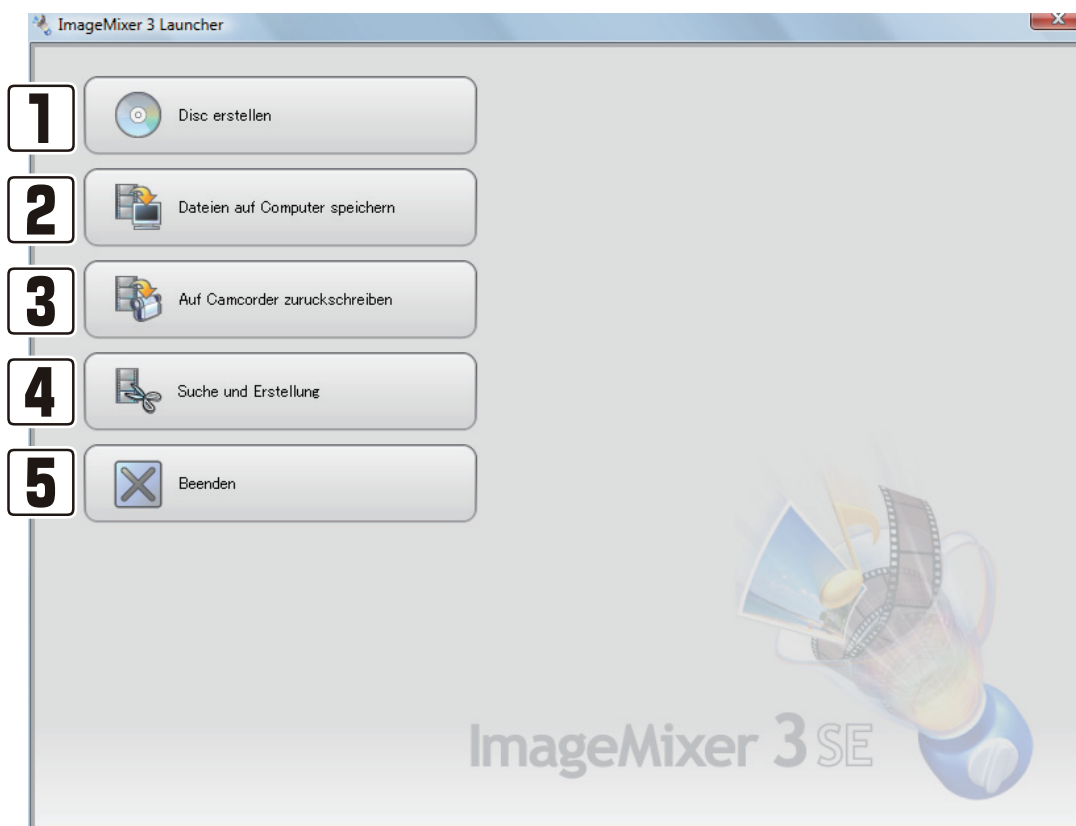 ImageMixer 3 Launcher
1 Disc erstellen
2 Dateien auf Computer speichern
3 Auf Camcorder zuruckschreiben
4 Suche und Erstellung
5 Beenden
ImageMixer 3 SE